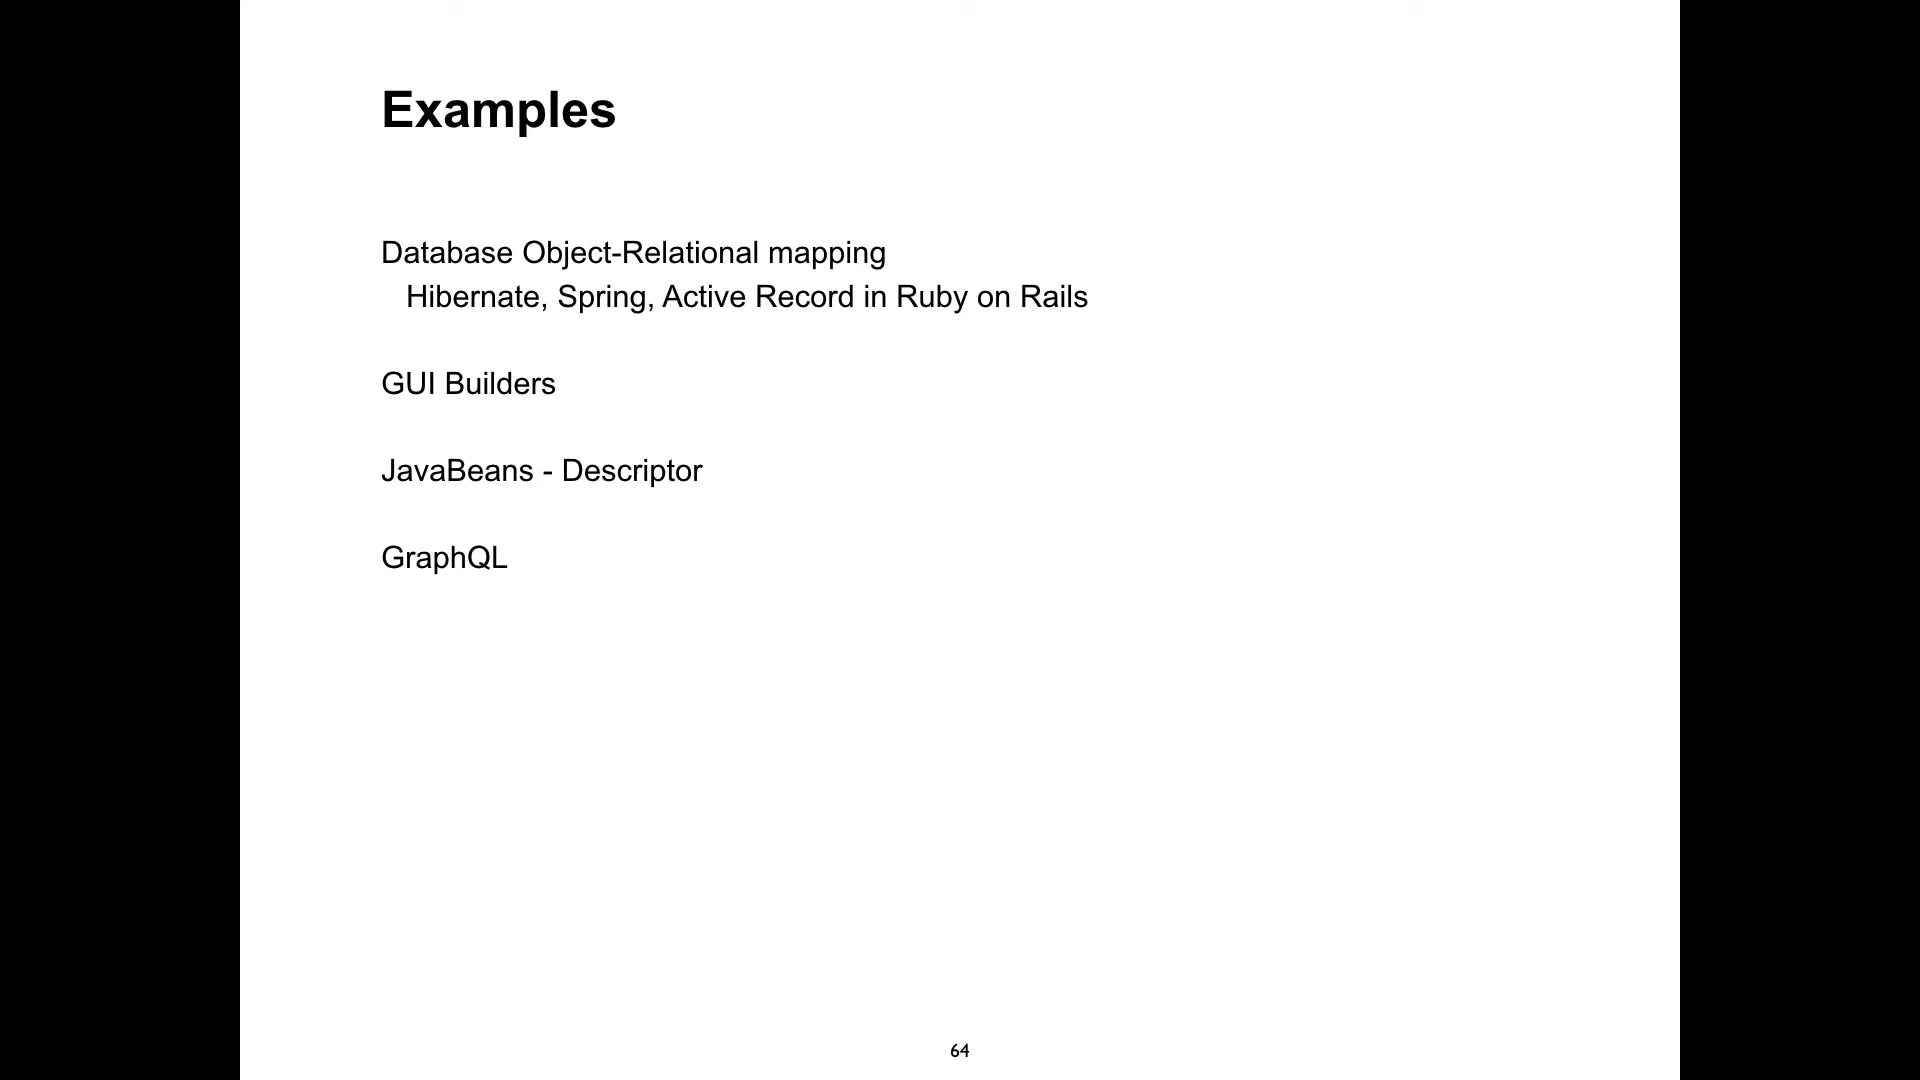 Examples
Database Object-Relational mapping
Hibernate, Spring, Active Record in Ruby on Rails
GUI Builders
JavaBeans - Descriptor
GraphQL
64